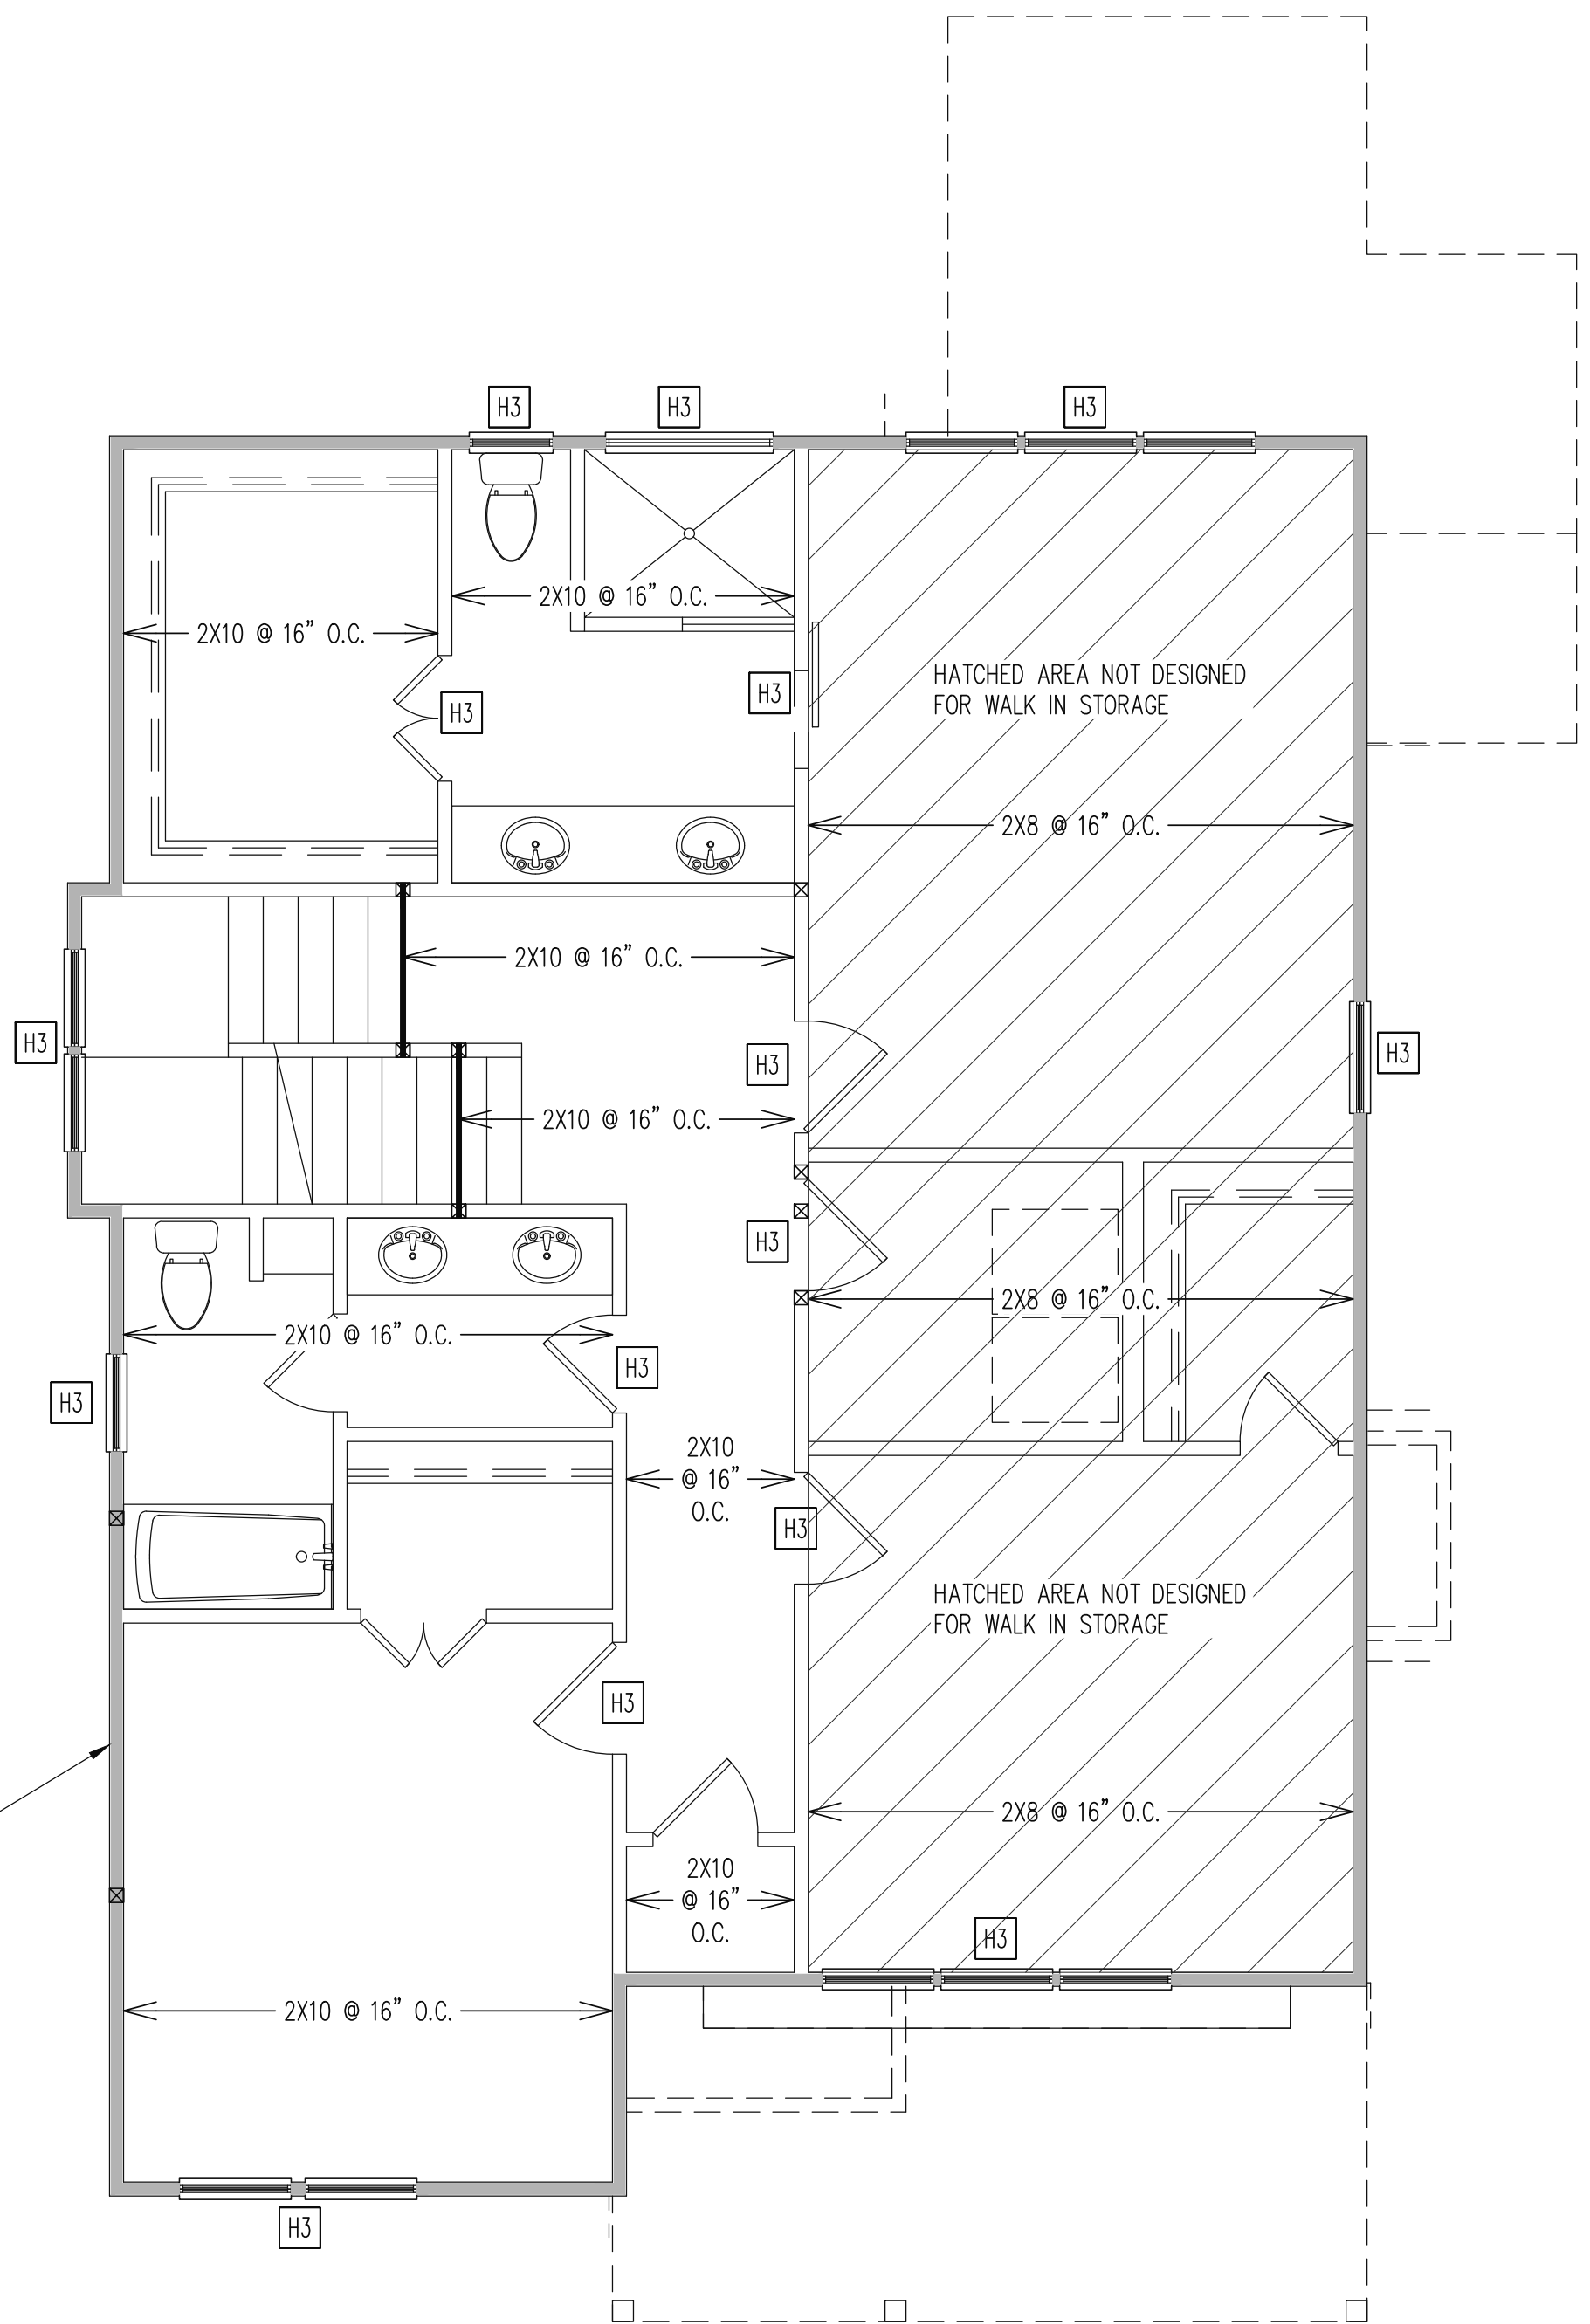 H3
H3
H3
2X10 @ 16” O.C.
2X10 @ 16” O.C.
HATCHED AREA NOT DESIGNED
FOR WALK IN STORAGE
H3
H3
2X8 @ 16” O.C.
2X10 @ 16” O.C.
H3
H3
H3
2X10 @ 16” O.C.
H3
2X8 @ 16” O.C.
2X10 @ 16” O.C.
H3
H3
2X10
@ 16”
O.C.
H3
HATCHED AREA NOT DESIGNED
FOR WALK IN STORAGE
H3
2X8 @ 16” O.C.
2X10
@ 16”
O.C.
H3
2X10 @ 16” O.C.
H3